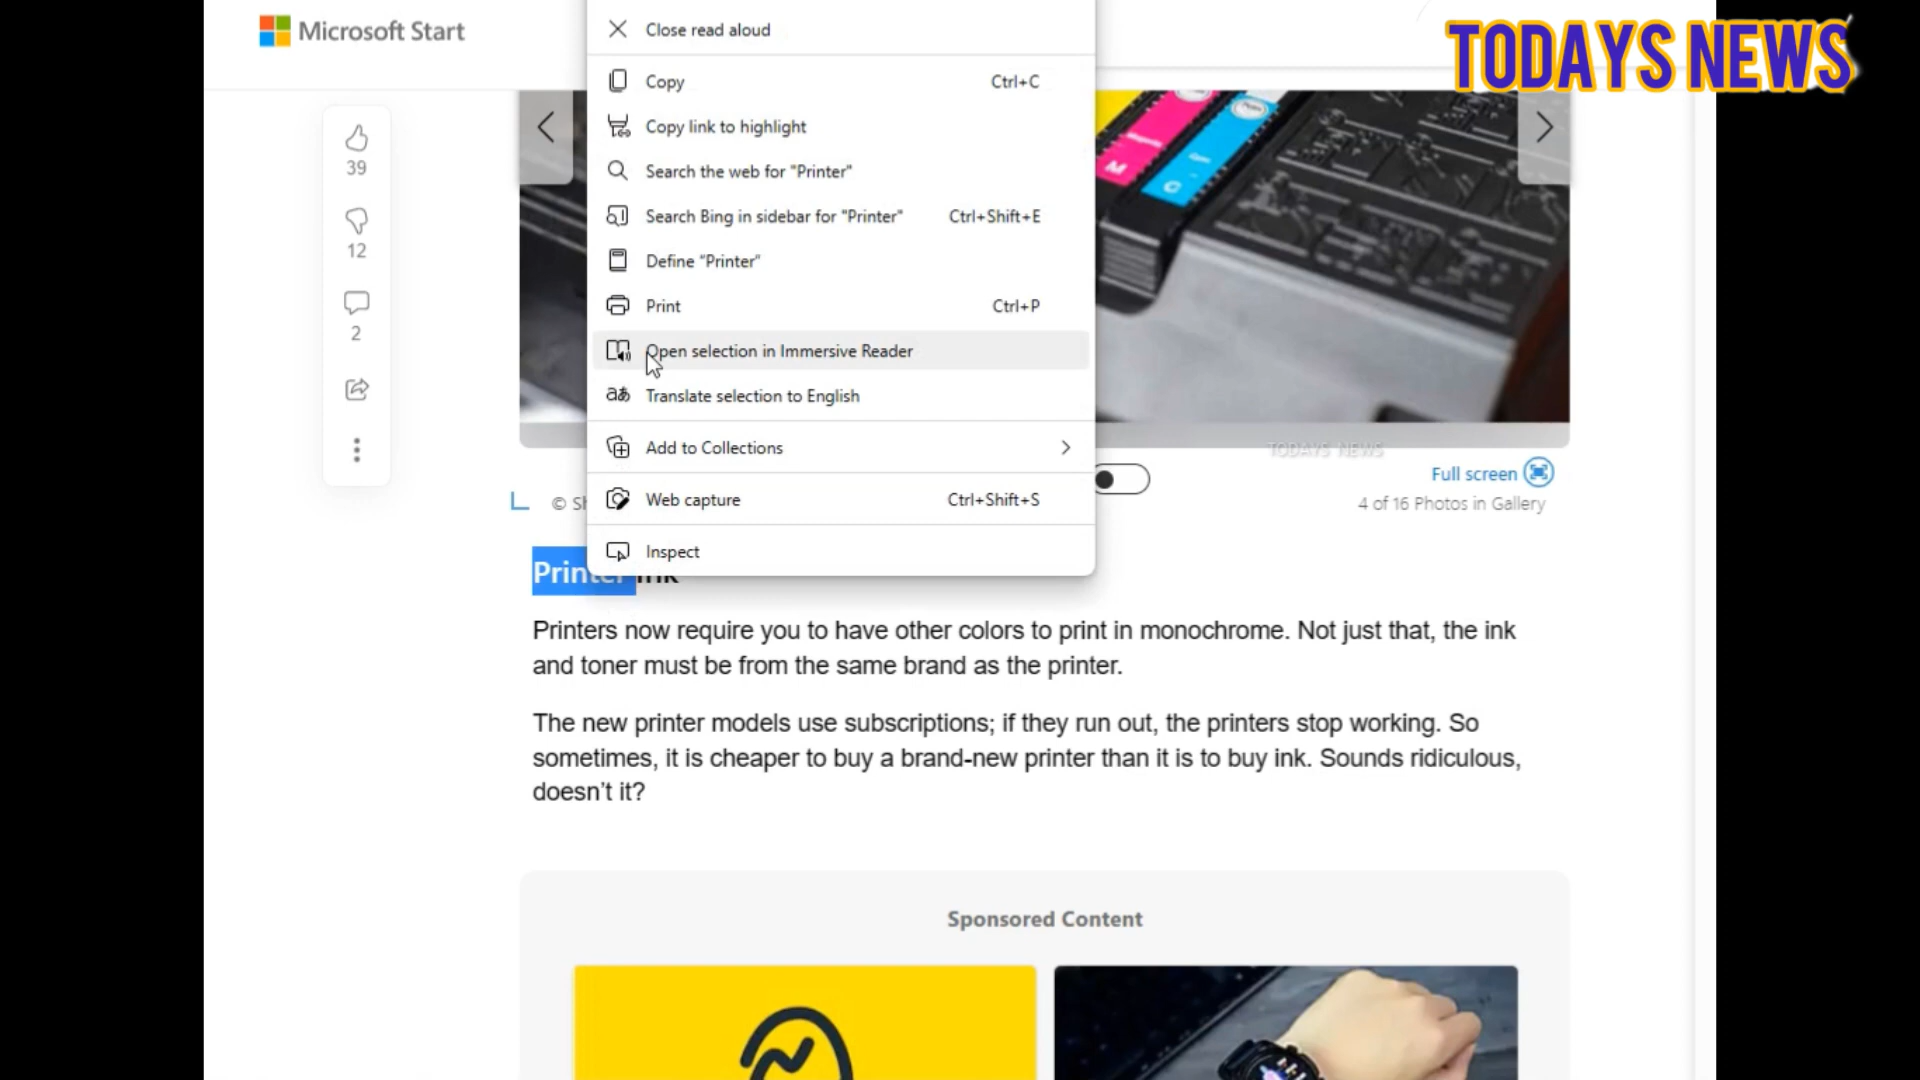 Microsoft Start
TODAYS NEWS
Close read aloud
Copy Ctrl+C
Copy link to highlight
Search the web for "Printer"
Search Bing in sidebar for "Printer" Ctrl+Shift+E
Define "Printer"
Print Ctrl+P
Open selection in Immersive Reader
Translate selection to English
Add to Collections
Web capture Ctrl+Shift+S
Inspect
39
12
2
M
C
TODAYS NEWS
Full screen
©
4 of 16 Photos in Gallery
Printer Ink
Printers now require you to have other colors to print in monochrome. Not just that, the ink
and toner must be from the same brand as the printer.
The new printer models use subscriptions; if they run out, the printers stop working. So
sometimes, it is cheaper to buy a brand-new printer than it is to buy ink. Sounds ridiculous,
doesn't it?
Sponsored Content